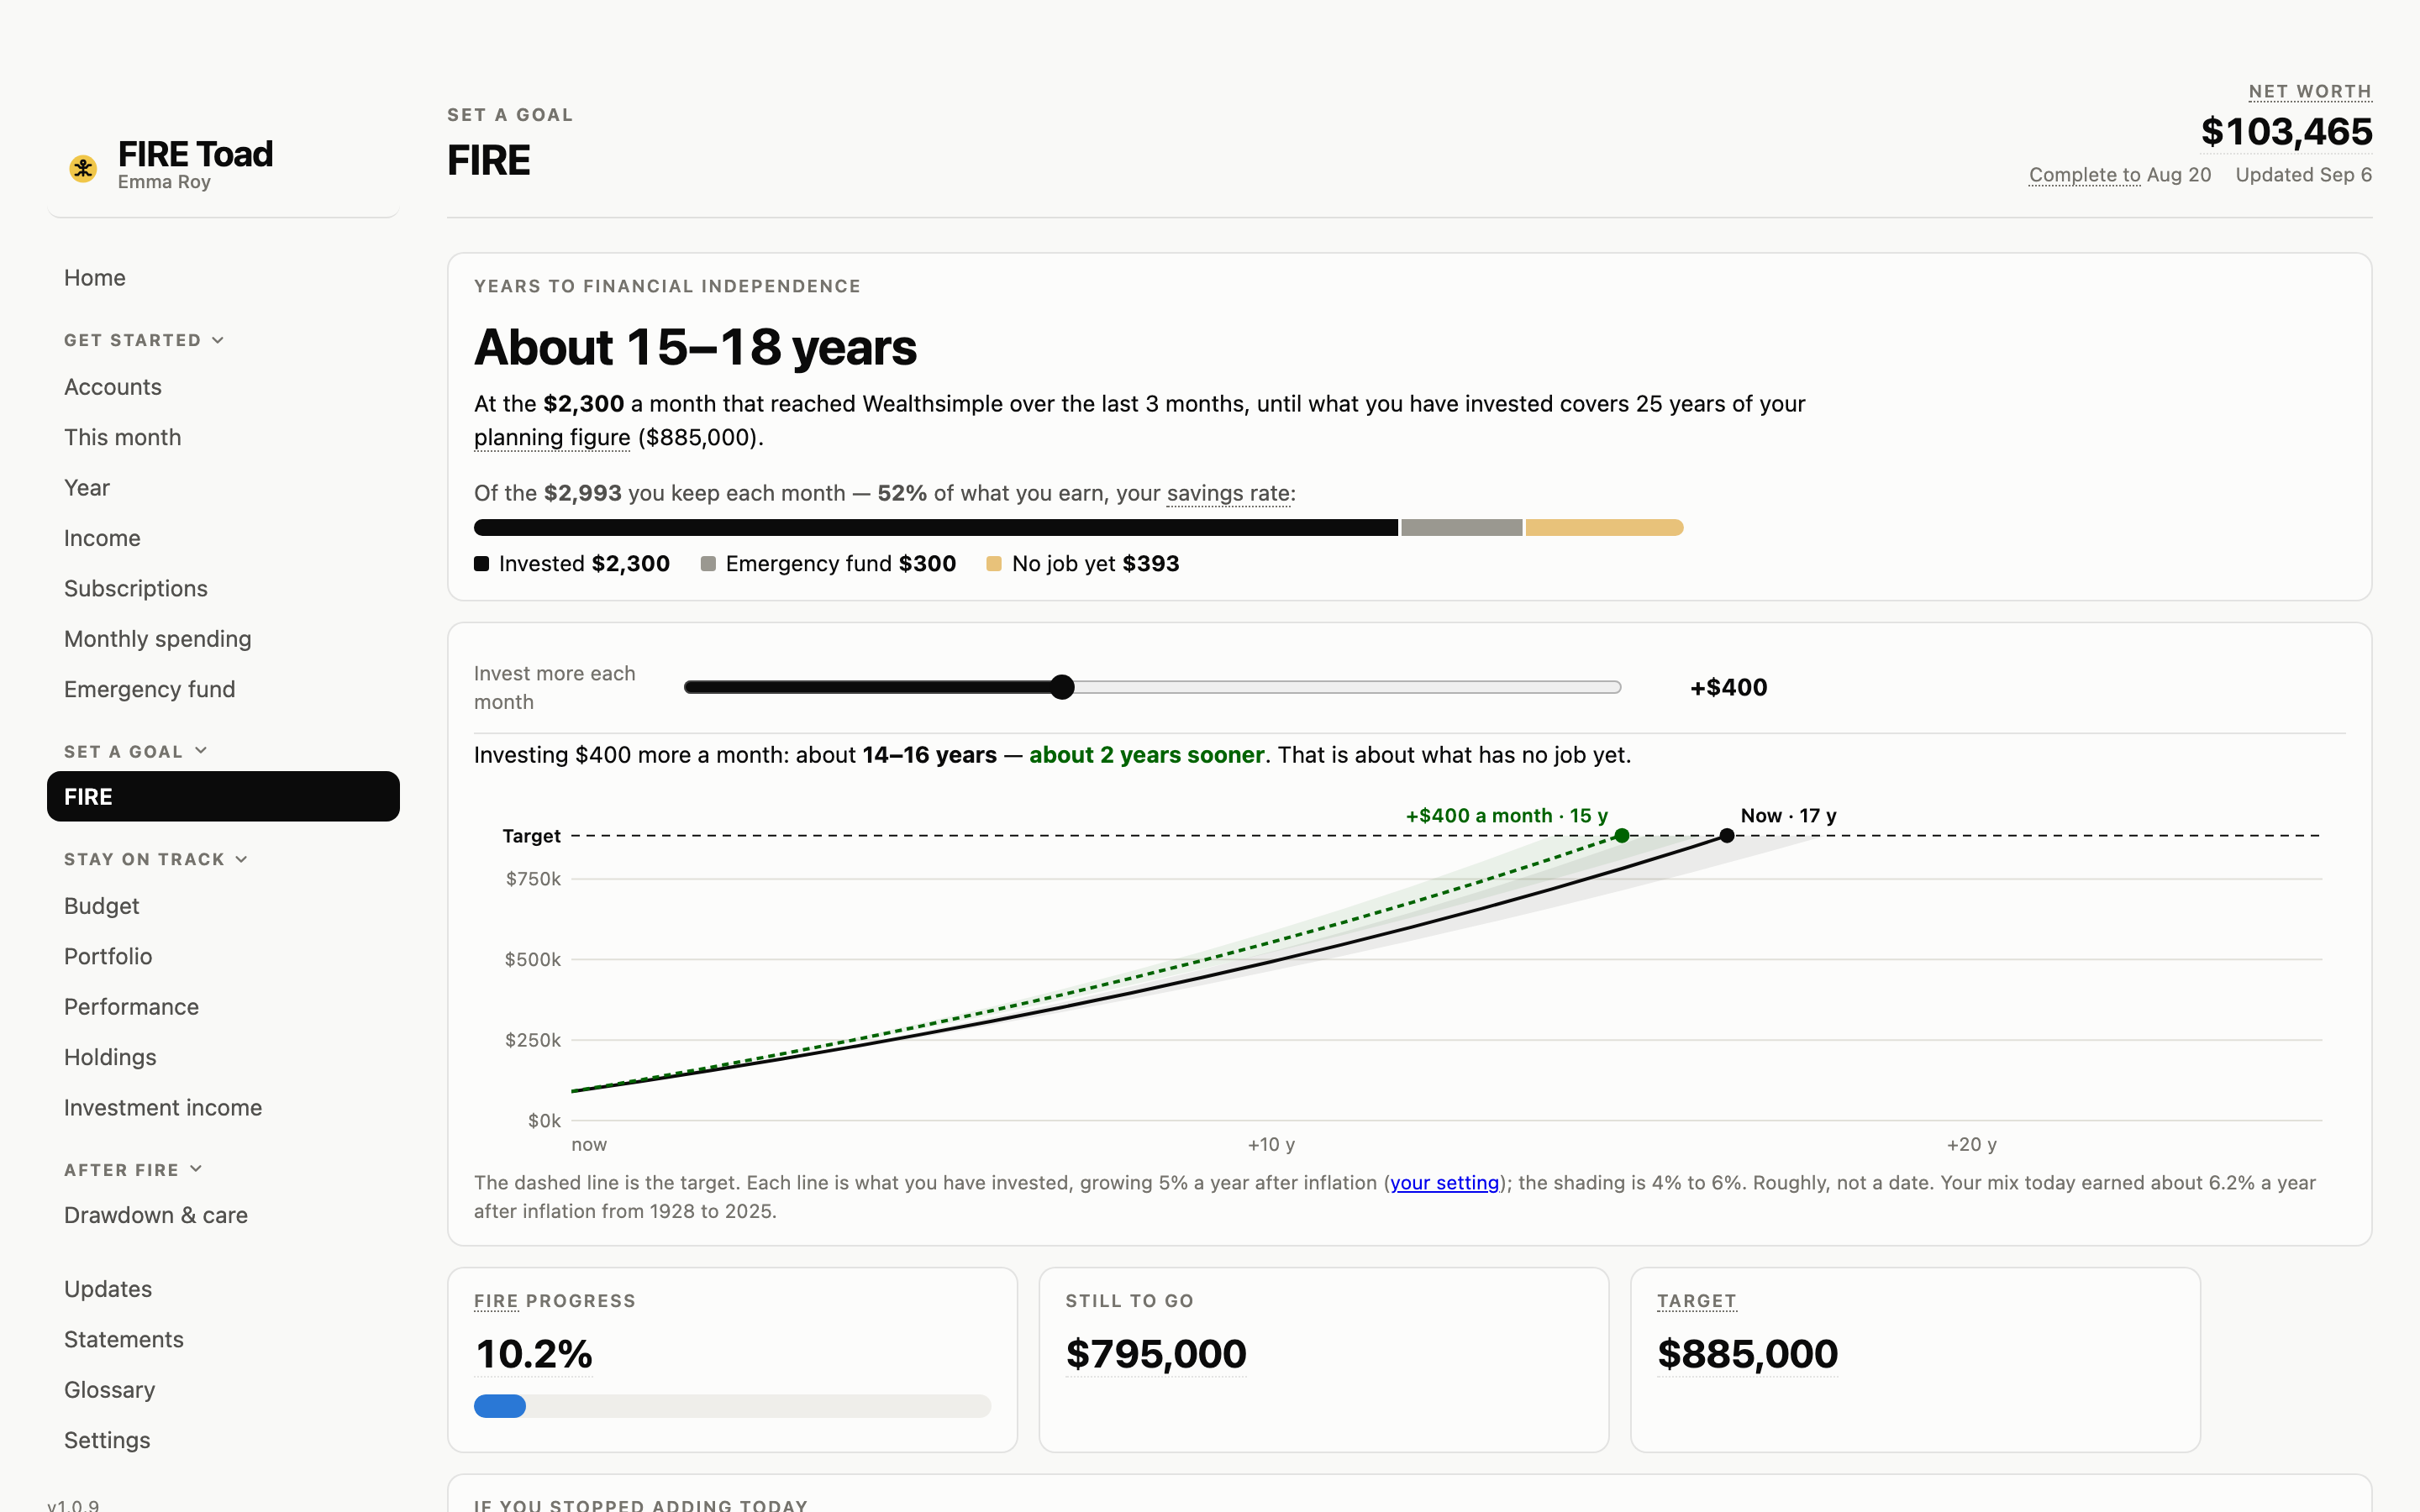 FIRE Toad
Emma Roy
Home
GET STARTED
Accounts
This month
Year
Income
Subscriptions
Monthly spending
Emergency fund
SET A GOAL
FIRE
STAY ON TRACK
Budget
Portfolio
Performance
Holdings
Investment income
AFTER FIRE
Drawdown & care
Updates
Statements
Glossary
Settings
v1.0.9
SET A GOAL
FIRE
NET WORTH
$103,465
Complete to Aug 20 Updated Sep 6
YEARS TO FINANCIAL INDEPENDENCE
About 15–18 years
At the $2,300 a month that reached Wealthsimple over the last 3 months, until what you have invested covers 25 years of your
planning figure ($885,000).
Of the $2,993 you keep each month — 52% of what you earn, your savings rate:
Invested $2,300 Emergency fund $300 No job yet $393
Invest more each
month
+$400
Investing $400 more a month: about 14–16 years — about 2 years sooner. That is about what has no job yet.
+$400 a month · 15 y Now · 17 y
Target
$750k
$500k
$250k
$0k
now +10 y +20 y
The dashed line is the target. Each line is what you have invested, growing 5% a year after inflation (your setting); the shading is 4% to 6%. Roughly, not a date. Your mix today earned about 6.2% a year
after inflation from 1928 to 2025.
FIRE PROGRESS
10.2%
STILL TO GO
$795,000
TARGET
$885,000
IF YOU STOPPED ADDING TODAY